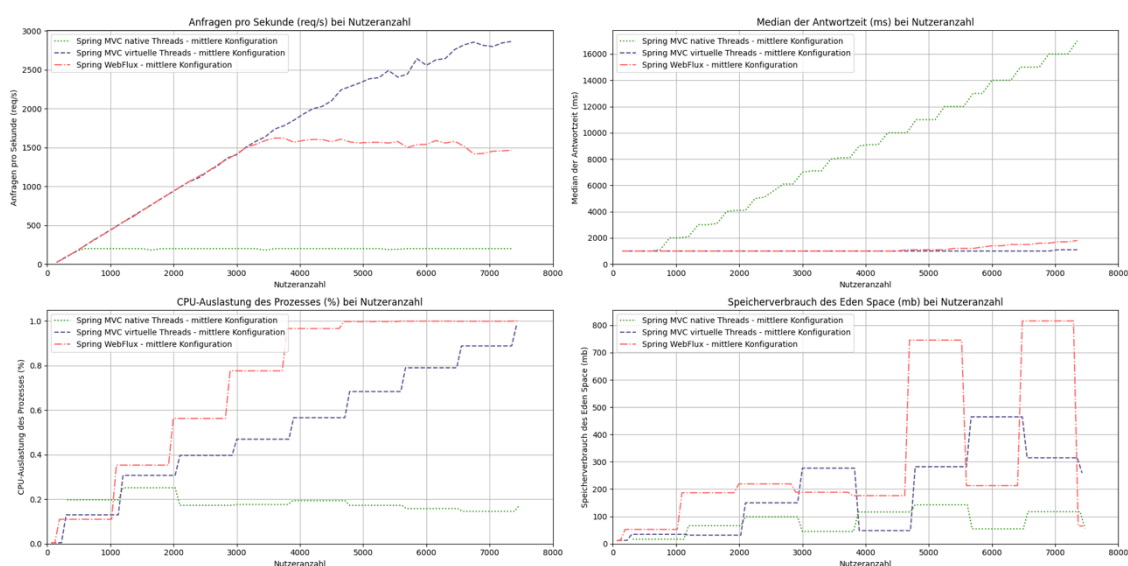 Anfragen pro Sekunde (req/s) bei Nutzeranzahl
Anfragen pro Sekunde (req/s)
3000
2500
2000
1500
1000
500
0
Spring MVC native Threads - mittlere Konfiguration
Spring MVC virtuelle Threads - mittlere Konfiguration
Spring WebFlux - mittlere Konfiguration
0 1000 2000 3000 4000 5000 6000 7000 8000
Nutzeranzahl
Median der Antwortzeit (ms) bei Nutzeranzahl
Median der Antwortzeit (ms)
16000
14000
12000
10000
8000
6000
4000
2000
0
Spring MVC native Threads - mittlere Konfiguration
Spring MVC virtuelle Threads - mittlere Konfiguration
Spring WebFlux - mittlere Konfiguration
0 1000 2000 3000 4000 5000 6000 7000 8000
Nutzeranzahl
CPU-Auslastung des Prozesses (%) bei Nutzeranzahl
CPU-Auslastung des Prozesses (%)
1.0
0.8
0.6
0.4
0.2
0.0
Spring MVC native Threads - mittlere Konfiguration
Spring MVC virtuelle Threads - mittlere Konfiguration
Spring WebFlux - mittlere Konfiguration
0 1000 2000 3000 4000 5000 6000 7000 8000
Nutzeranzahl
Speicherverbrauch des Eden Space (mb) bei Nutzeranzahl
Speicherverbrauch des Eden Space (mb)
800
700
600
500
400
300
200
100
0
Spring MVC native Threads - mittlere Konfiguration
Spring MVC virtuelle Threads - mittlere Konfiguration
Spring WebFlux - mittlere Konfiguration
0 1000 2000 3000 4000 5000 6000 7000 8000
Nutzeranzahl